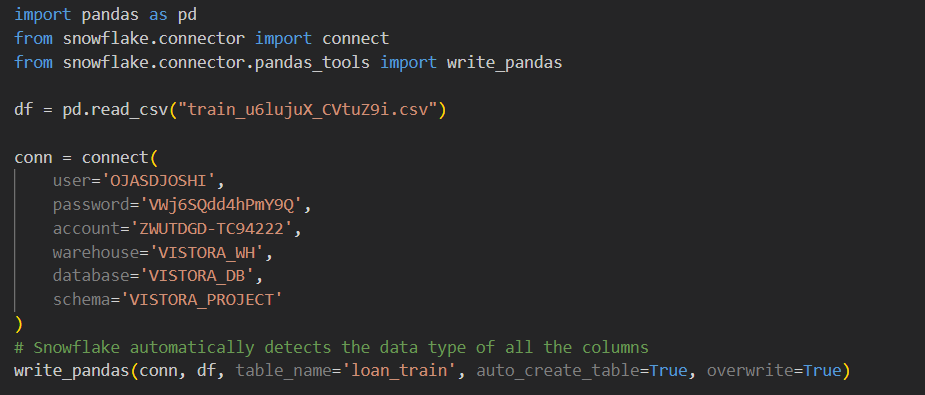 import pandas as pd
from snowflake.connector import connect
from snowflake.connector.pandas_tools import write_pandas
df = pd.read_csv("train_u6lujuX_CVtuZ9i.csv")
conn = connect(
user='OJASDJOSHI',
password='VWj6SQdd4hPmY9Q',
account='ZWUTDGD-TC94222',
warehouse='VISTORA_WH',
database='VISTORA_DB',
schema='VISTORA_PROJECT'
)
# Snowflake automatically detects the data type of all the columns
write_pandas(conn, df, table_name='loan_train', auto_create_table=True, overwrite=True)